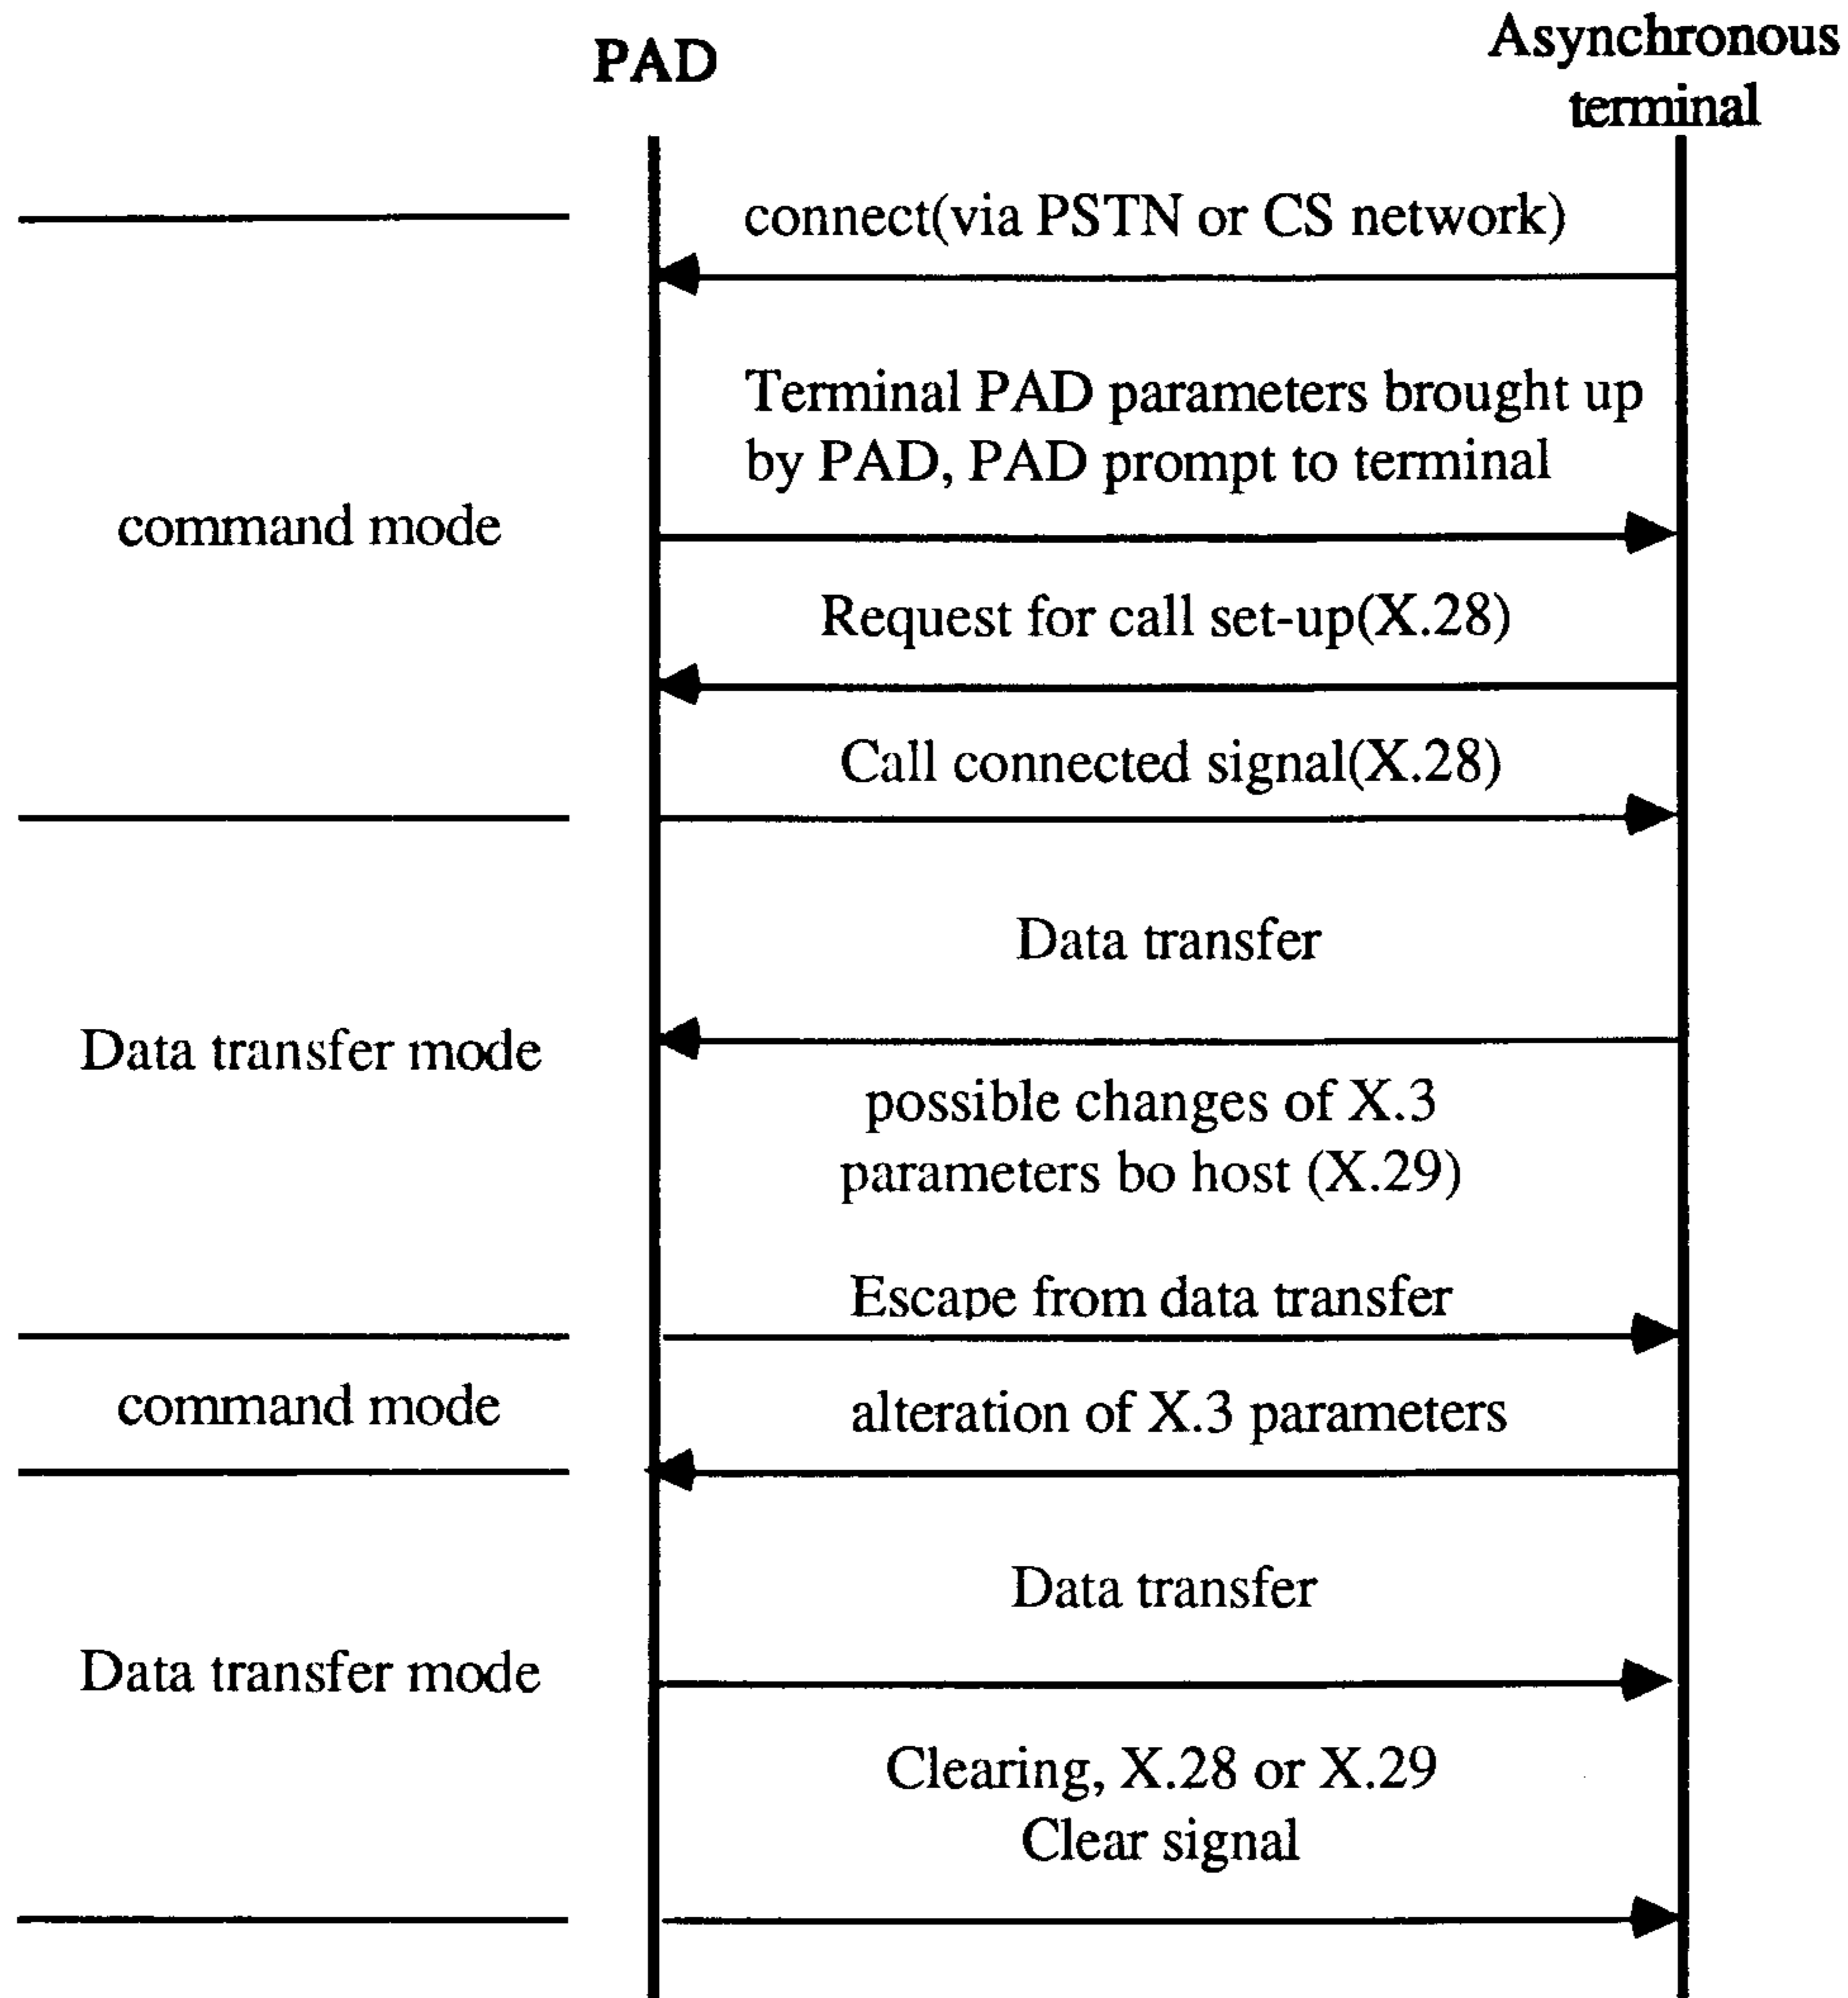 PAD
Asynchronous
terminal
connect(via PSTN or CS network)
Terminal PAD parameters brought up
by PAD, PAD prompt to terminal
command mode
Request for call set-up(X.28)
Call connected signal(X.28)
Data transfer
Data transfer mode
possible changes of X.3
parameters bo host (X.29)
Escape from data transfer
command mode
alteration of X.3 parameters
Data transfer
Data transfer mode
Clearing, X.28 or X.29
Clear signal